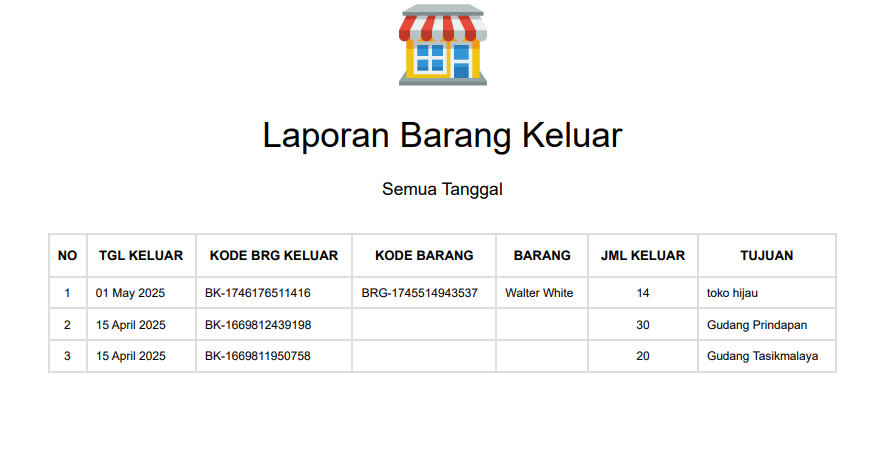 Laporan Barang Keluar
Semua Tanggal
NO TGL KELUAR KODE BRG KELUAR KODE BARANG BARANG JML KELUAR TUJUAN
1 01 May 2025 BK-1746176511416 BRG-1745514943537 Walter White 14 toko hijau
2 15 April 2025 BK-1669812439198 30 Gudang Prindapan
3 15 April 2025 BK-1669811950758 20 Gudang Tasikmalaya